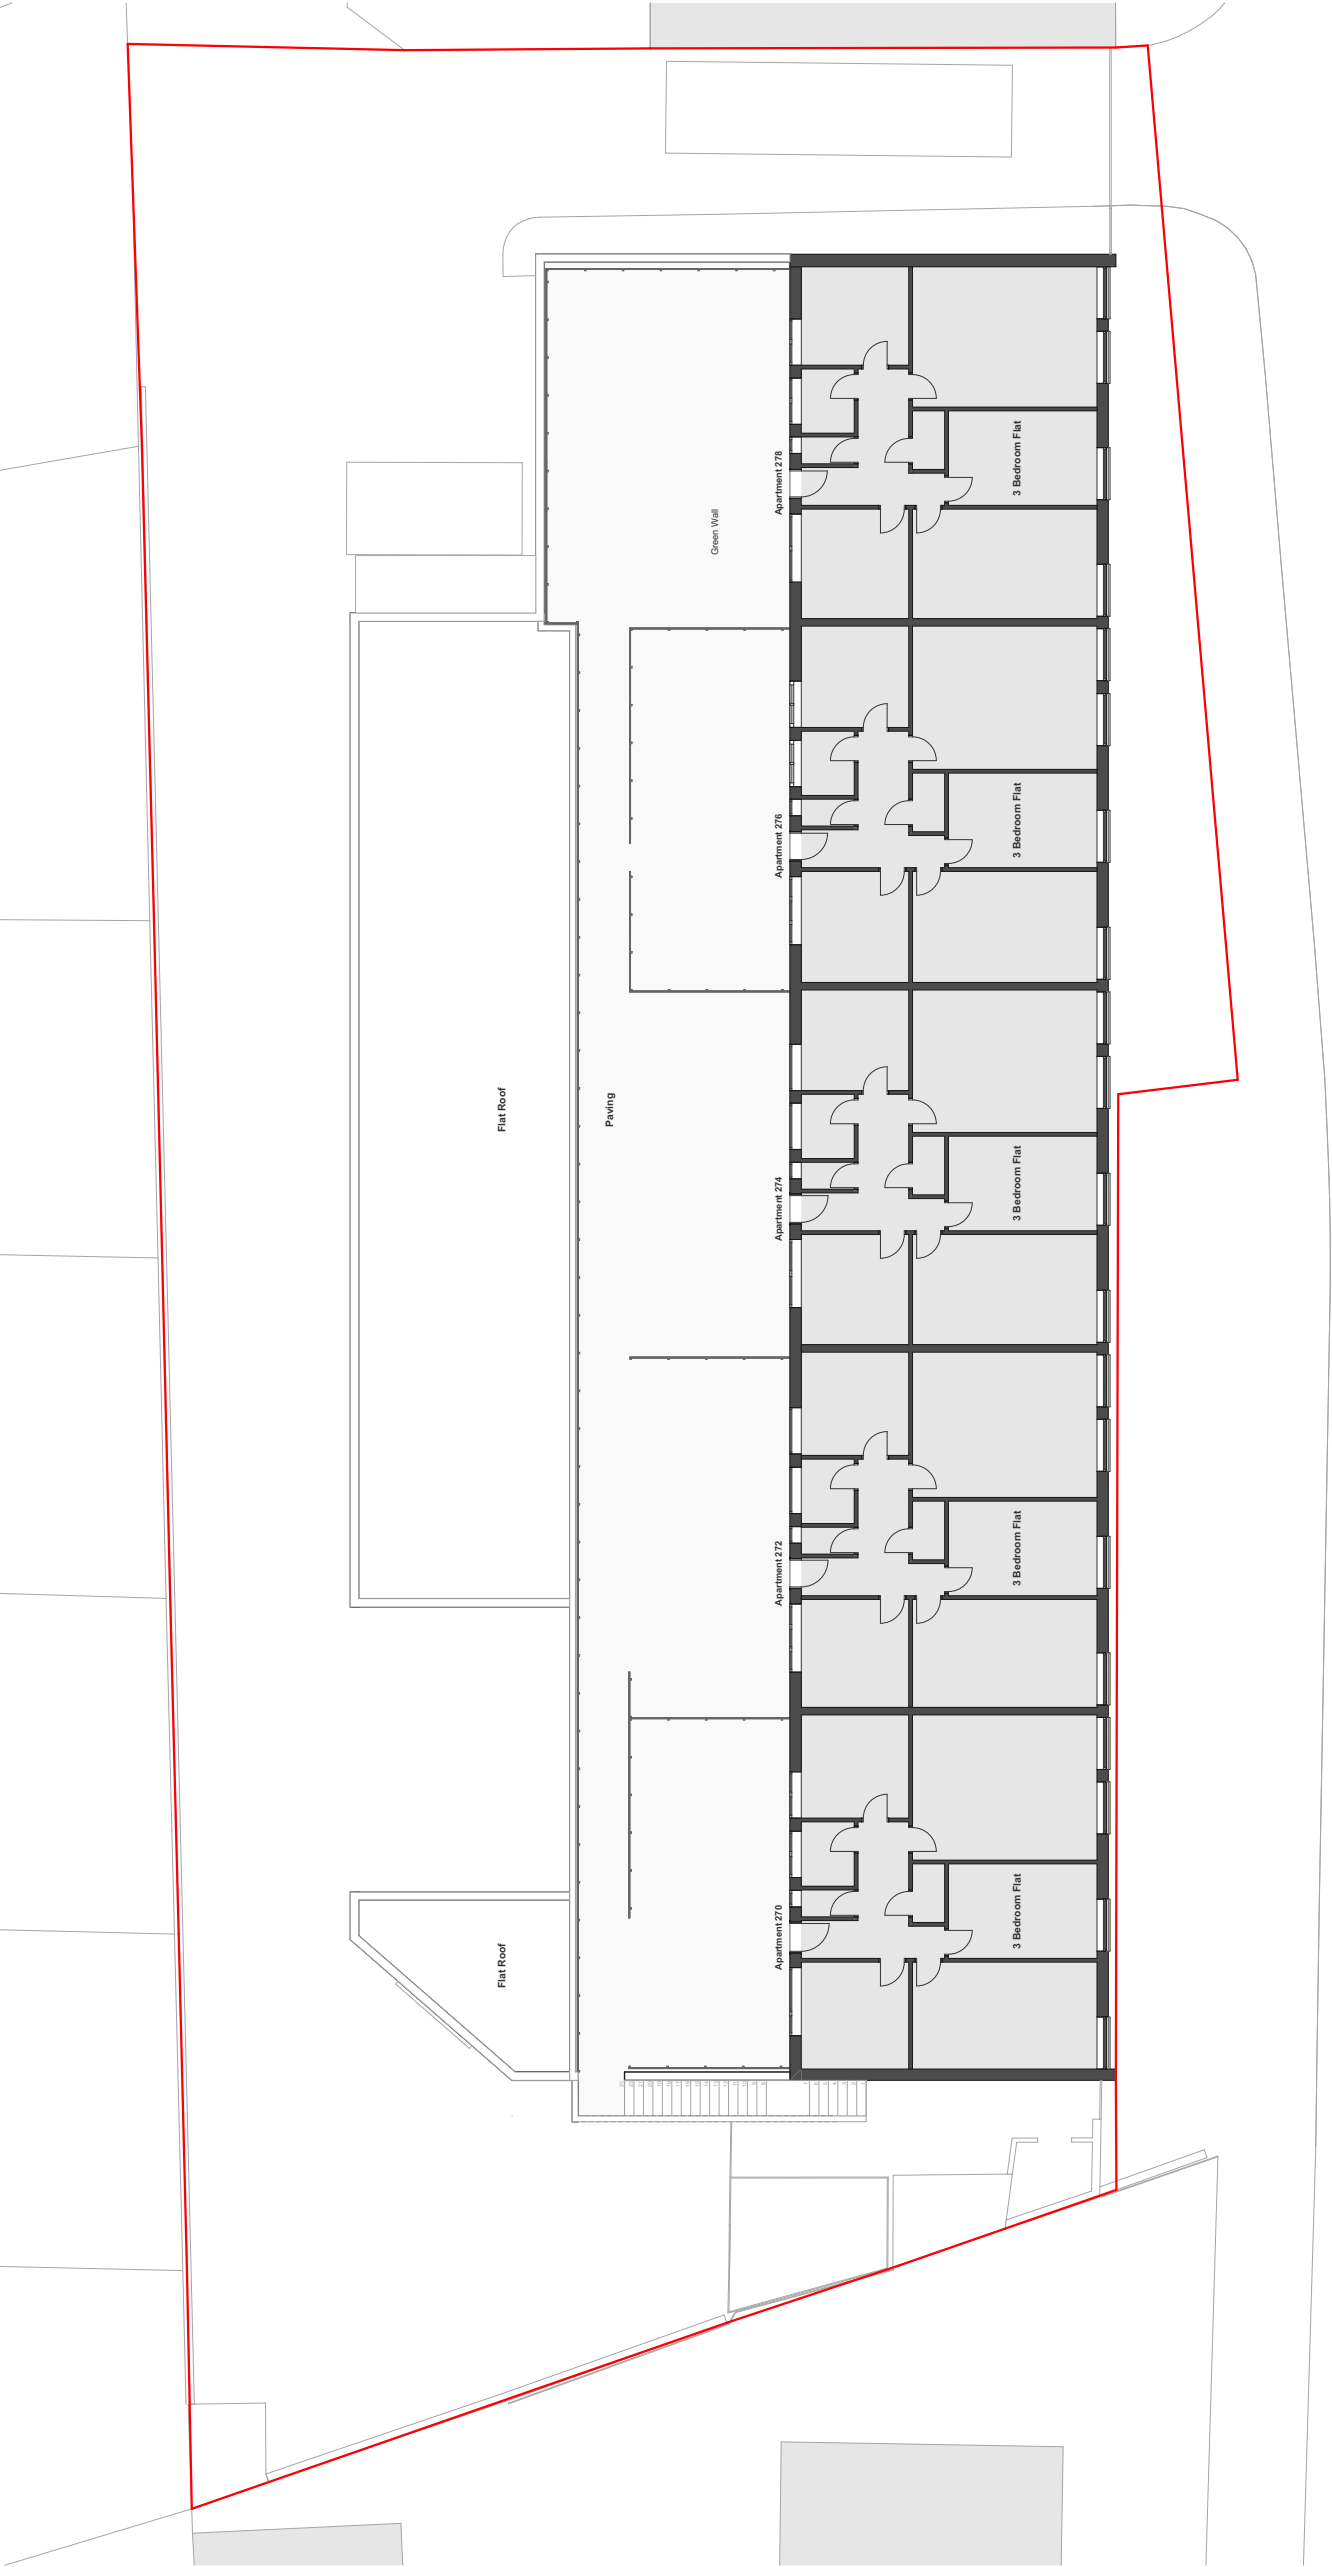 Apartment 278
3 Bedroom Flat
Green Wall
Apartment 276
3 Bedroom Flat
Flat Roof
Paving
Apartment 274
3 Bedroom Flat
Apartment 272
3 Bedroom Flat
Apartment 270
3 Bedroom Flat
Flat Roof